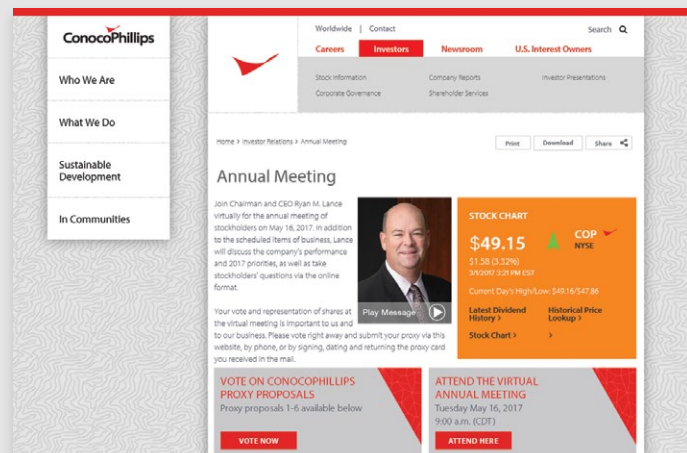 ConocoPhillips
Who We Are
What We Do
Sustainable
Development
In Communities
Worldwide | Contact
Search
Careers
Investors
Newsroom
U.S. Interest Owners
Stock Information
Company Reports
Investor Presentations
Corporate Governance
Shareholder Services
Home > Investor Relations > Annual Meeting
Print
Download
Share
Annual Meeting
Join Chairman and CEO Ryan M. Lance
virtually for the annual meeting of
stockholders on May 16, 2017. In addition
to the scheduled items of business, Lance
will discuss the company's performance
and 2017 priorities, as well as take
stockholders' questions via the online
format.
Your vote and representation of shares at
the virtual meeting is important to us and
to our business. Please vote right away and submit your proxy via this
website, by phone, or by signing, dating and returning the proxy card
you received in the mail.
Play Message
STOCK CHART
$49.15
COP
NYSE
$1.58 (3.32%)
3/1/2017 3:21 PM EST
Current Day's High/Low: $49.16/$47.86
Latest Dividend
History >
Historical Price
Lookup >
Stock Chart >
>
VOTE ON CONOCOPHILLIPS
PROXY PROPOSALS
Proxy proposals 1-6 available below
VOTE NOW
ATTEND THE VIRTUAL
ANNUAL MEETING
Tuesday May 16, 2017
9:00 a.m. (CDT)
ATTEND HERE